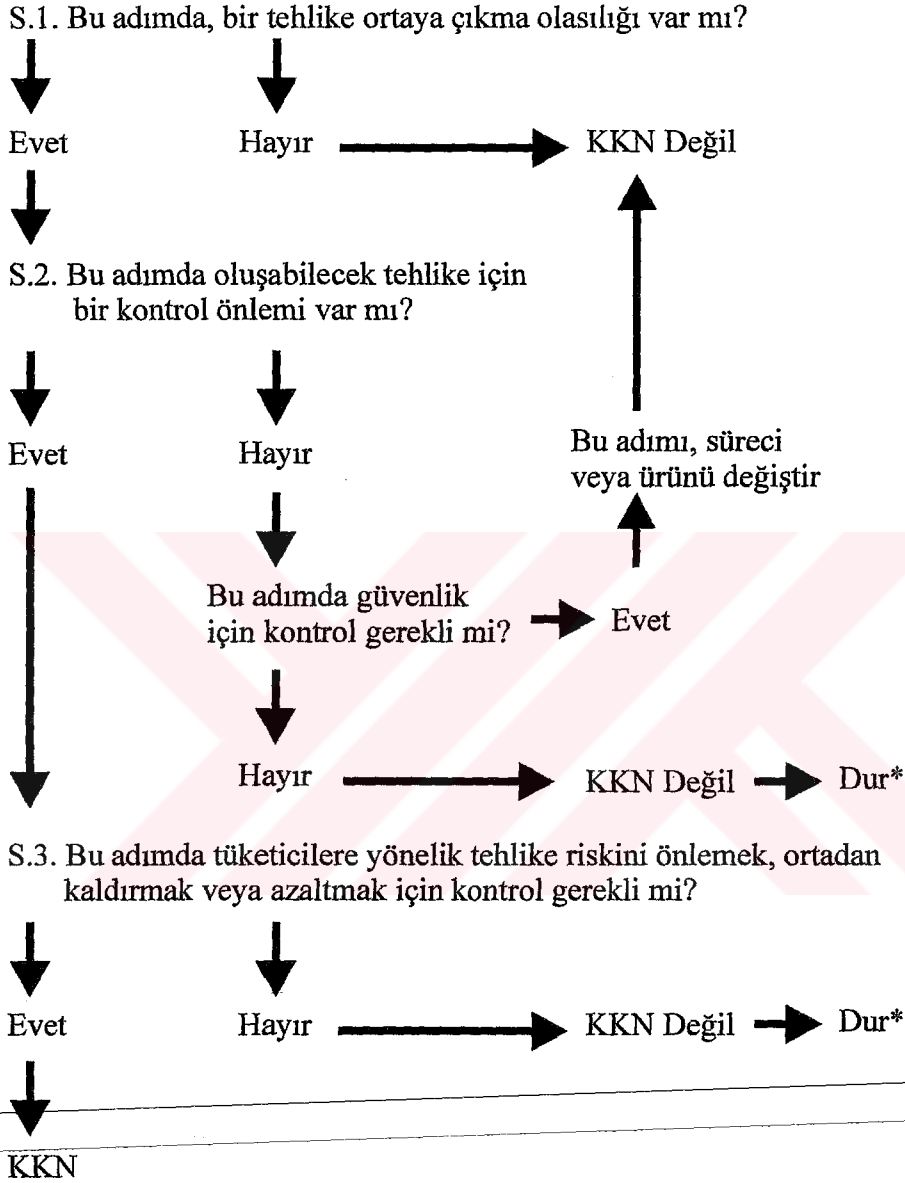 S.1. Bu adımda, bir tehlike ortaya çıkma olasılığı var mı?
Evet
Hayır
KKN Değil
S.2. Bu adımda oluşabilecek tehlike için
bir kontrol önlemi var mı?
Evet
Hayır
Bu adımı, süreci
veya ürünü değiştir
Bu adımda güvenlik
için kontrol gerekli mi?
Evet
Hayır
KKN Değil
Dur*
S.3. Bu adımda tüketicilere yönelik tehlike riskini önlemek, ortadan
kaldırmak veya azaltmak için kontrol gerekli mi?
Evet
Hayır
KKN Değil
Dur*
KKN